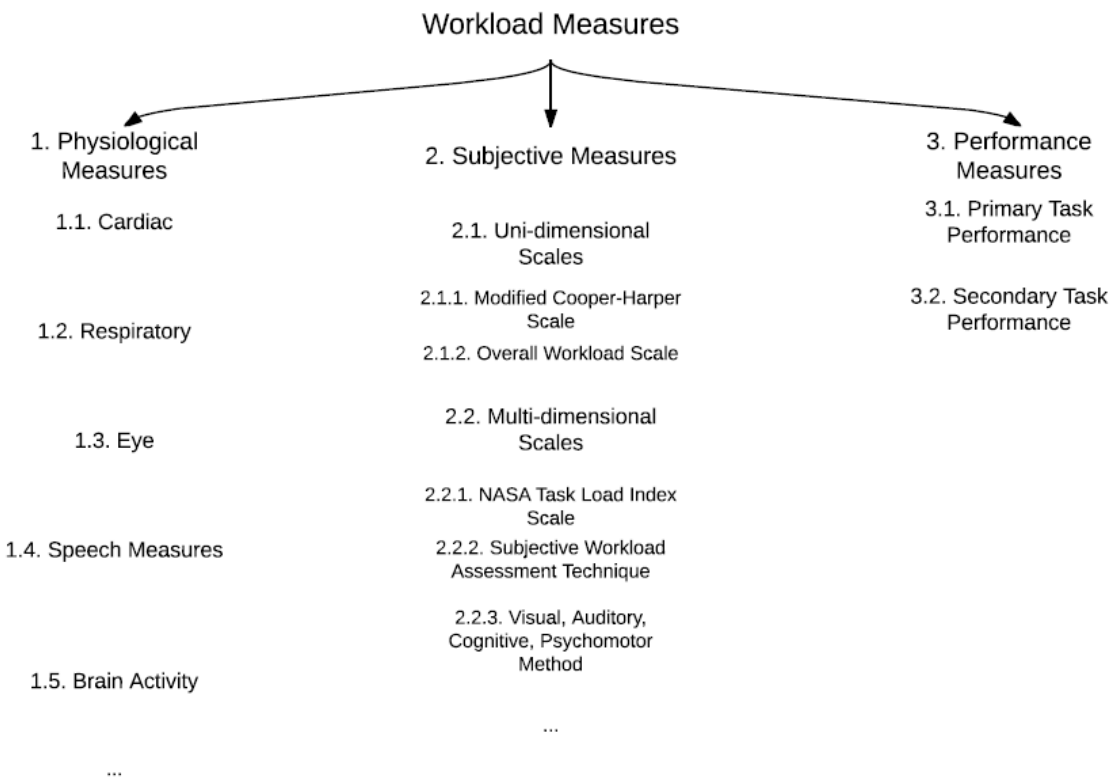 Workload Measures
1. Physiological
Measures
1.1. Cardiac
1.2. Respiratory
1.3. Eye
1.4. Speech Measures
1.5. Brain Activity
...
2. Subjective Measures
2.1. Uni-dimensional
Scales
2.1.1. Modified Cooper-Harper
Scale
2.1.2. Overall Workload Scale
2.2. Multi-dimensional
Scales
2.2.1. NASA Task Load Index
Scale
2.2.2. Subjective Workload
Assessment Technique
2.2.3. Visual, Auditory,
Cognitive, Psychomotor
Method
...
3. Performance
Measures
3.1. Primary Task
Performance
3.2. Secondary Task
Performance